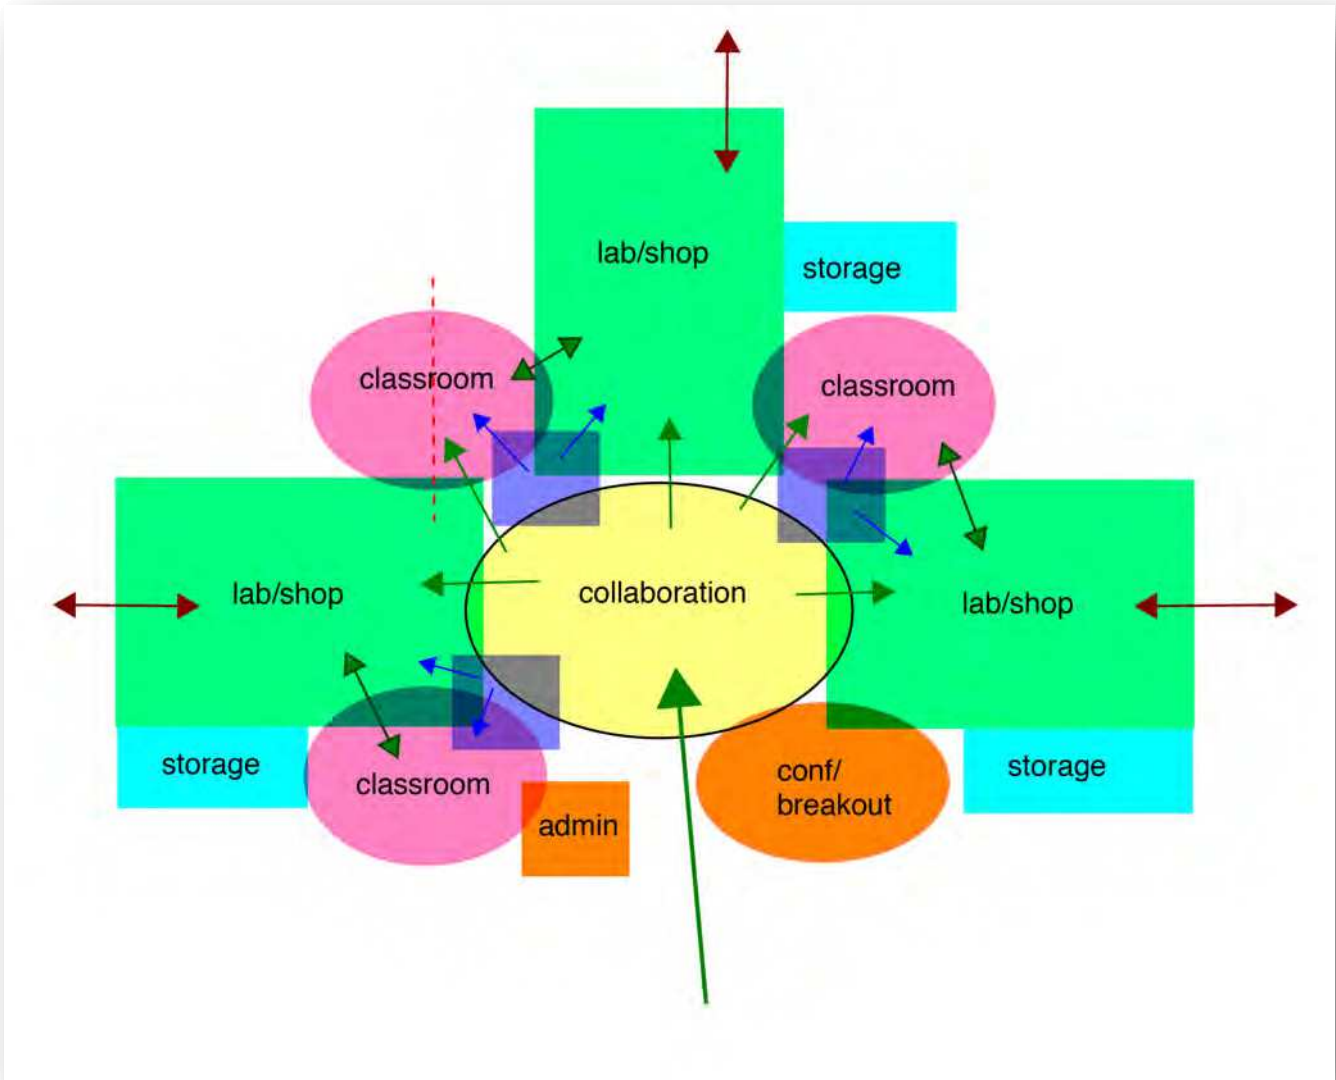 lab/shop
storage
classroom
classroom
lab/shop
collaboration
lab/shop
storage
classroom
admin
conf/
breakout
storage